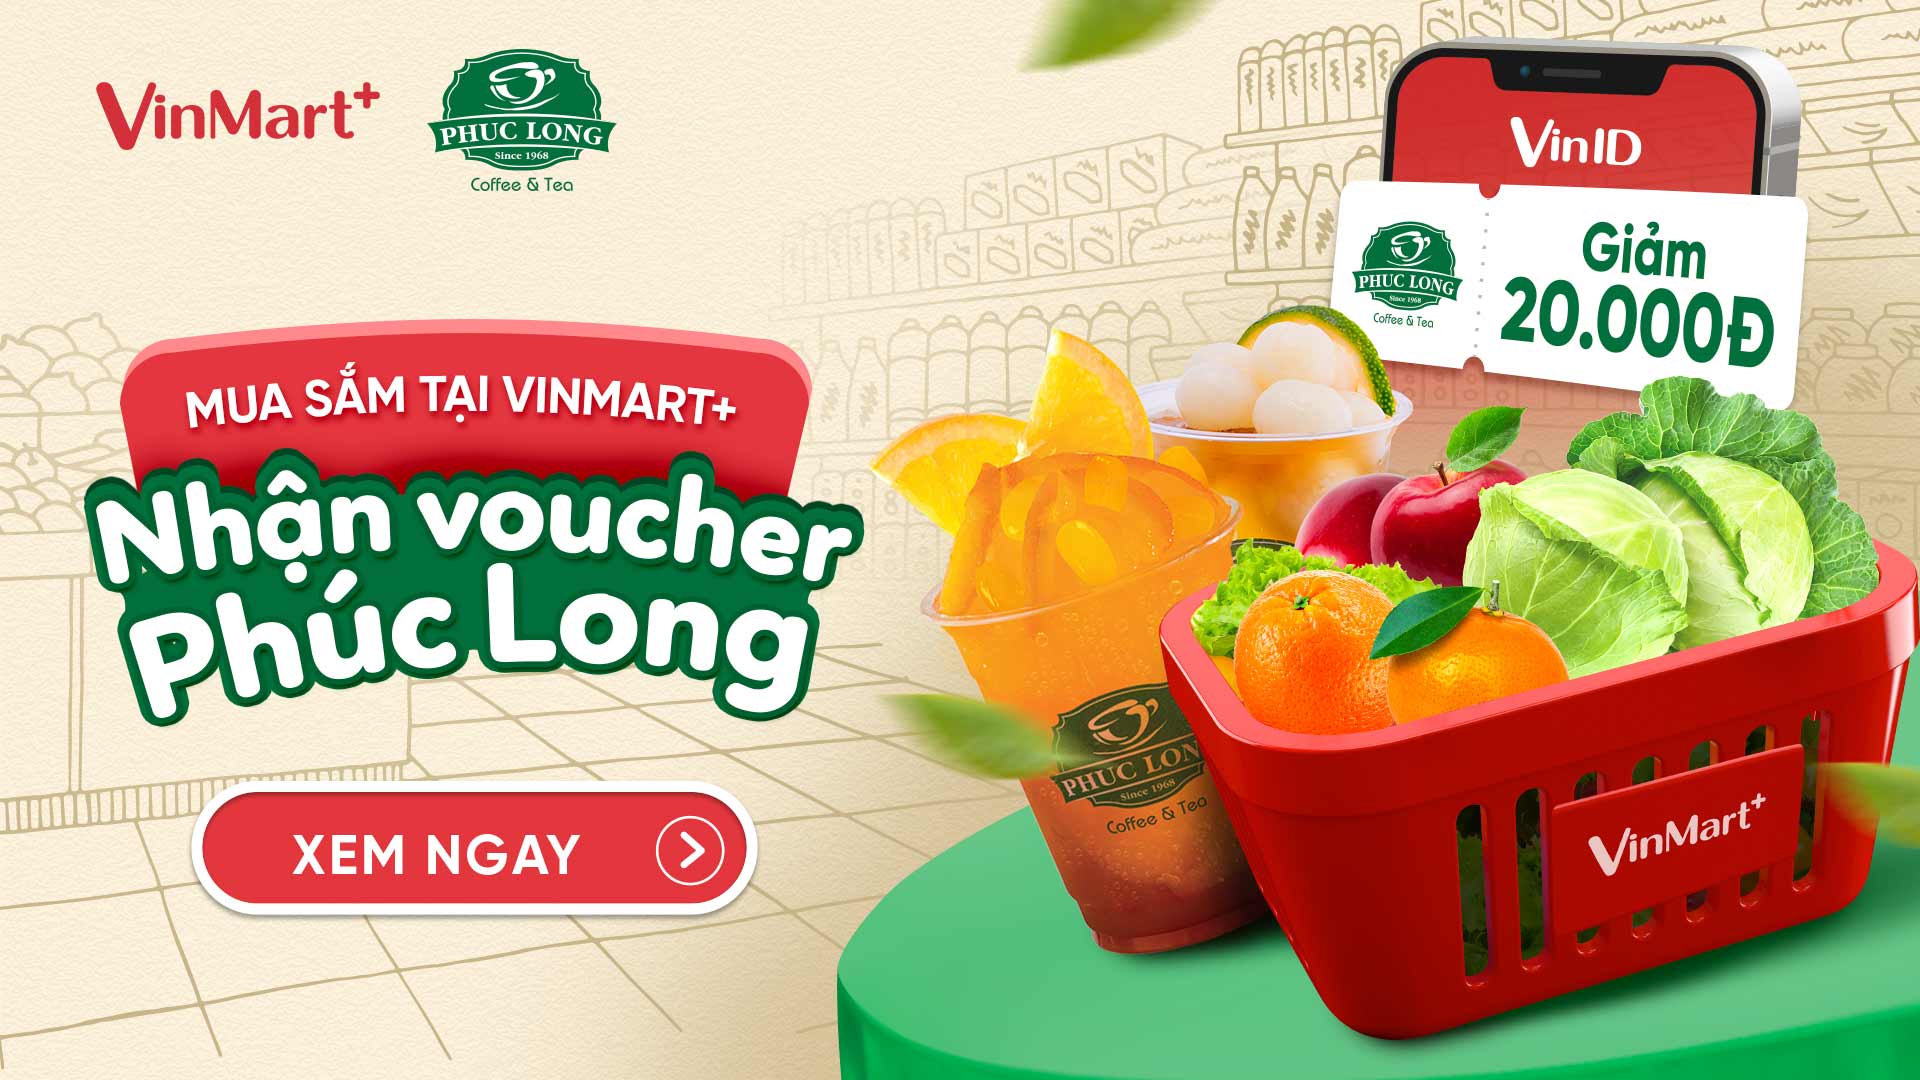 VinMart+
PHUC LONG
Since 1968
Coffee & Tea
VinID
PHUC LONG
Since 1968
Coffee & Tea
Giảm
20.000Đ
MUA SẮM TẠI VINMART+
Nhận voucher
Phúc Long
XEM NGAY
PHUC LON
Since 1968
Coffee & Tea
VinMart+